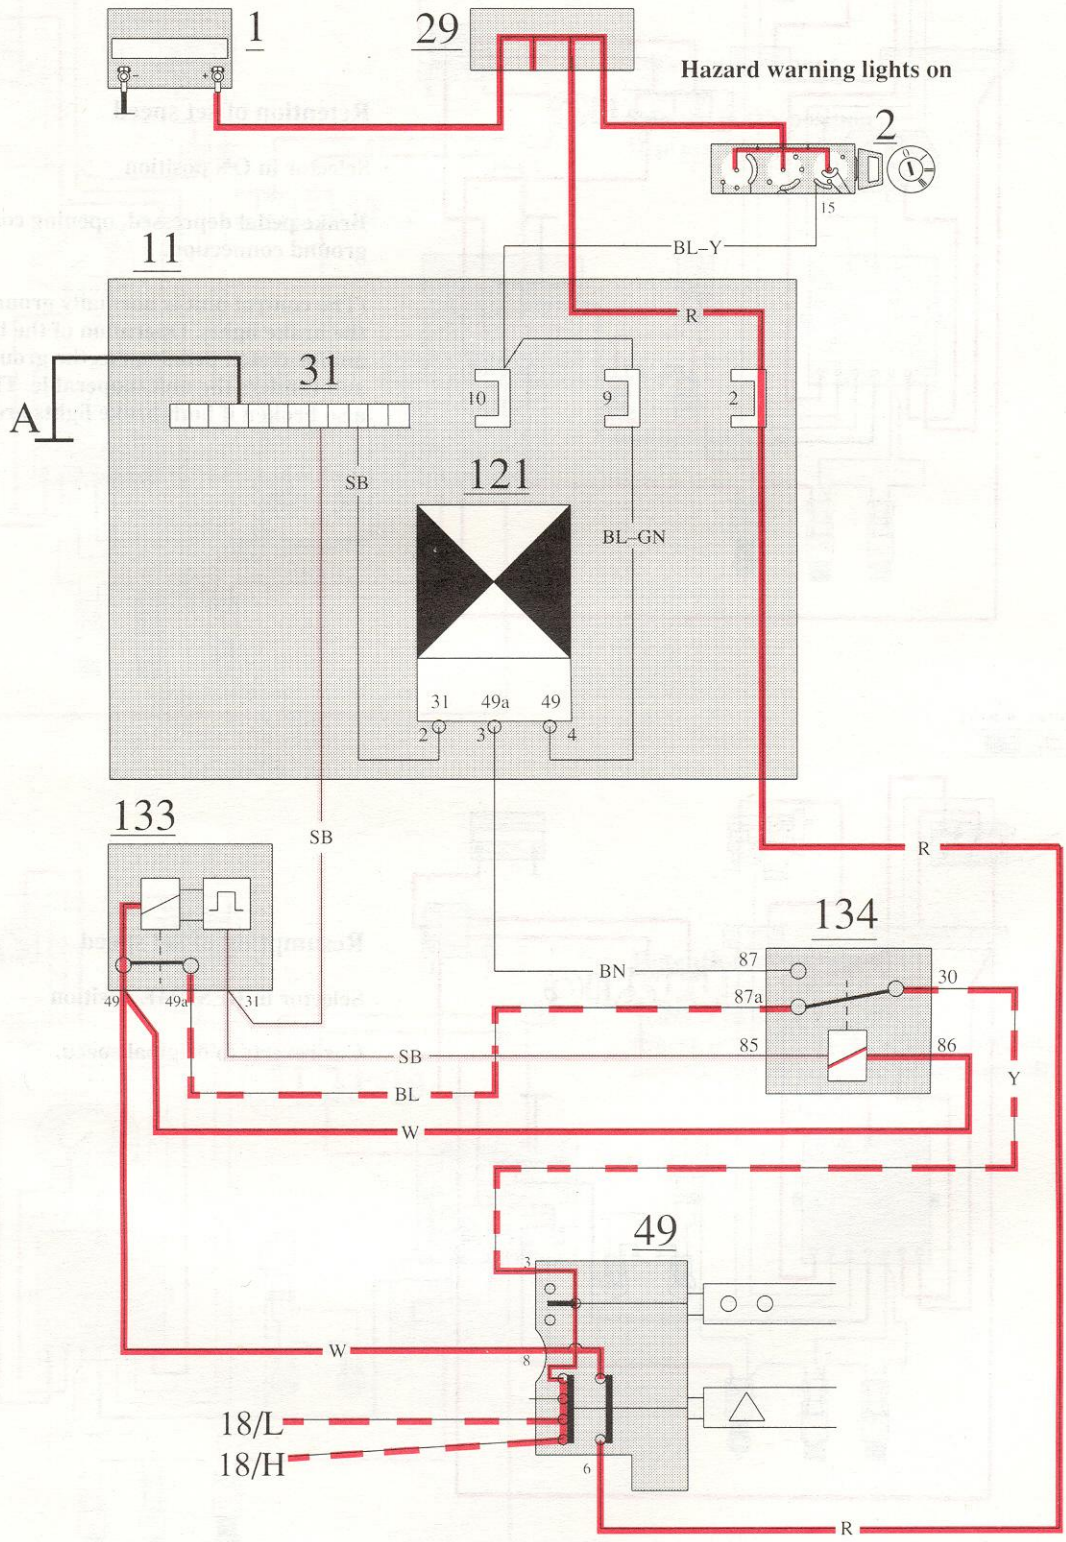 1
29
Hazard warning lights on
− +
2
15
BL–Y
11
R
31
10
9
2
A
SB
121
BL–GN
31 49a 49
2 3 4
133
SB
R
134
49 49a 31
BN
87
30
87a
SB
85
86
BL
Y
W
49
3
W
8
18/L
18/H
6
R